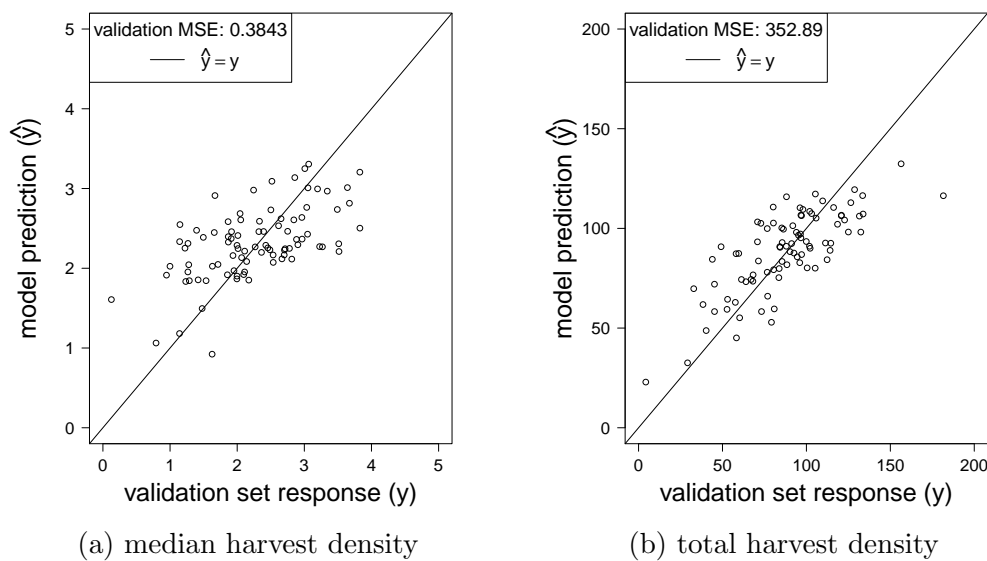 validation MSE: 0.3843
ŷ = y
5
4
3
2
1
0
model prediction (ŷ)
0 1 2 3 4 5
validation set response (y)
(a) median harvest density
validation MSE: 352.89
ŷ = y
200
150
100
50
0
model prediction (ŷ)
0 50 100 150 200
validation set response (y)
(b) total harvest density